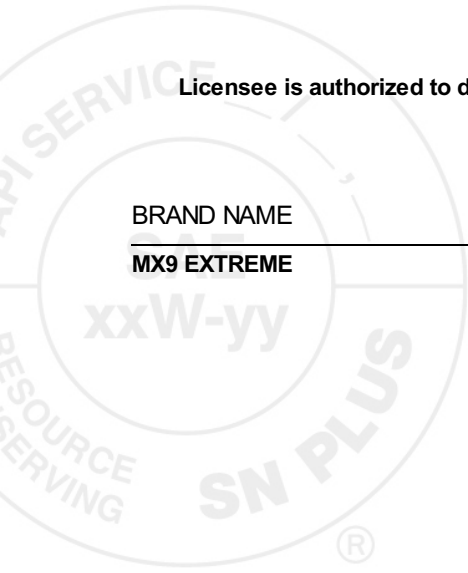 Licensee is authorized to d
API SERVICE
BRAND NAME
SAE
MX9 EXTREME
xxW-yy
RESOURCE
SERVING
SN PLUS
®